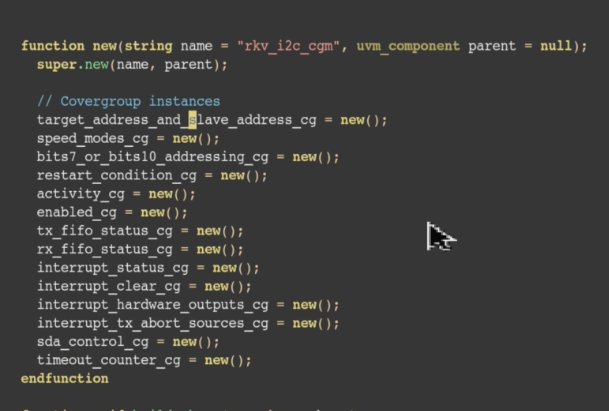 function new(string name = "rkv_i2c_cgm", uvm_component parent = null);
super.new(name, parent);
// Covergroup instances
target_address_and_slave_address_cg = new();
speed_modes_cg = new();
bits7_or_bits10_addressing_cg = new();
restart_condition_cg = new();
activity_cg = new();
enabled_cg = new();
tx_fifo_status_cg = new();
rx_fifo_status_cg = new();
interrupt_status_cg = new();
interrupt_clear_cg = new();
interrupt_hardware_outputs_cg = new();
interrupt_tx_abort_sources_cg = new();
sda_control_cg = new();
timeout_counter_cg = new();
endfunction